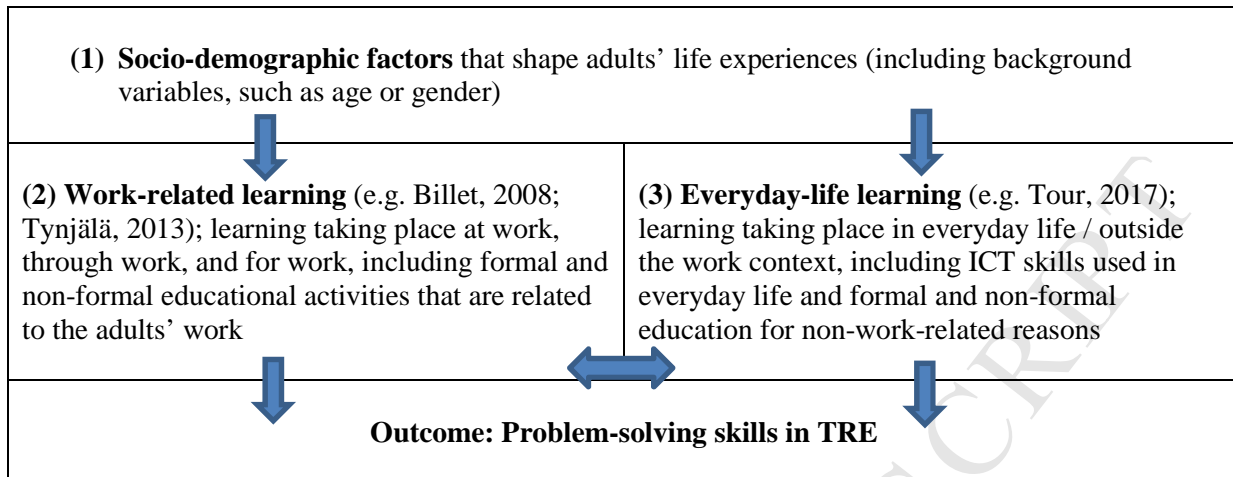 (1) Socio-demographic factors that shape adults' life experiences (including background
variables, such as age or gender)
(2) Work-related learning (e.g. Billet, 2008;
Tynjälä, 2013); learning taking place at work,
through work, and for work, including formal and
non-formal educational activities that are related
to the adults' work
(3) Everyday-life learning (e.g. Tour, 2017);
learning taking place in everyday life / outside
the work context, including ICT skills used in
everyday life and formal and non-formal
education for non-work-related reasons
Outcome: Problem-solving skills in TRE
SCRIPT